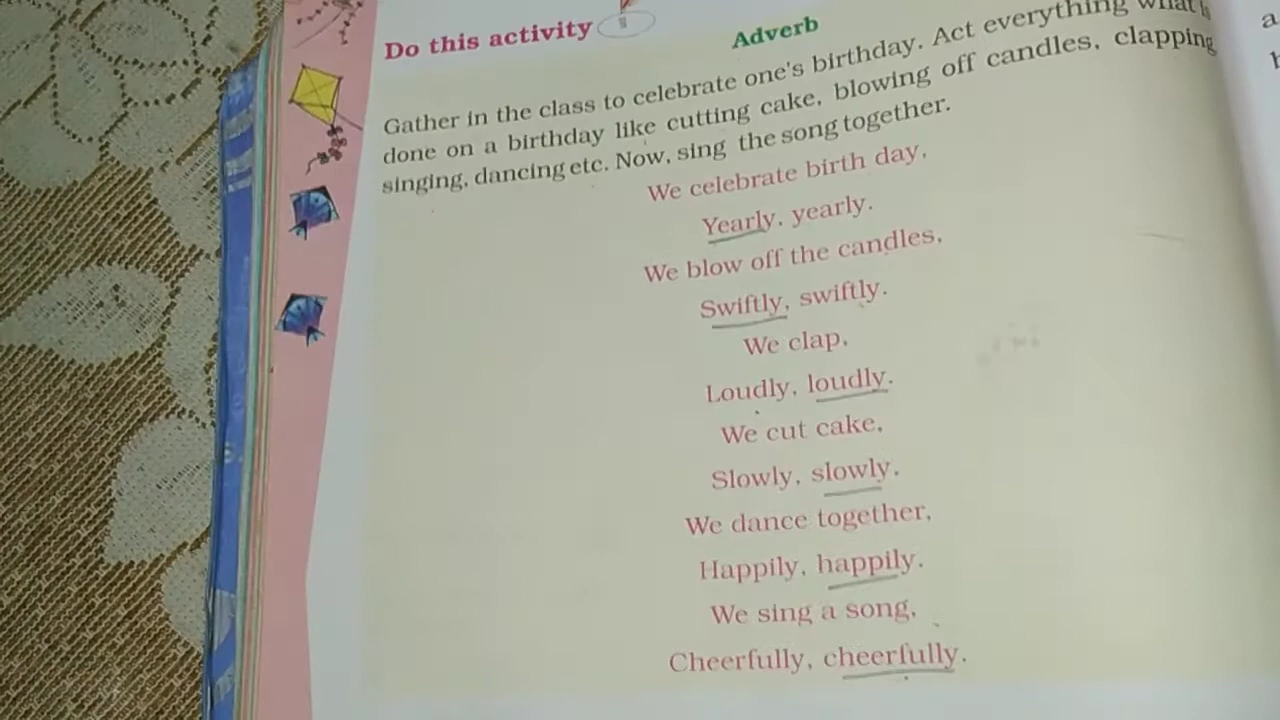 Do this activity
Adverb
Gather in the class to celebrate one's birthday. Act everything what is
done on a birthday like cutting cake, blowing off candles, clapping
singing, dancing etc. Now, sing the song together.
We celebrate birth day,
Yearly, yearly.
We blow off the candles,
Swiftly, swiftly.
We clap,
Loudly, loudly.
We cut cake,
Slowly, slowly.
We dance together,
Happily, happily.
We sing a song,
Cheerfully, cheerfully.